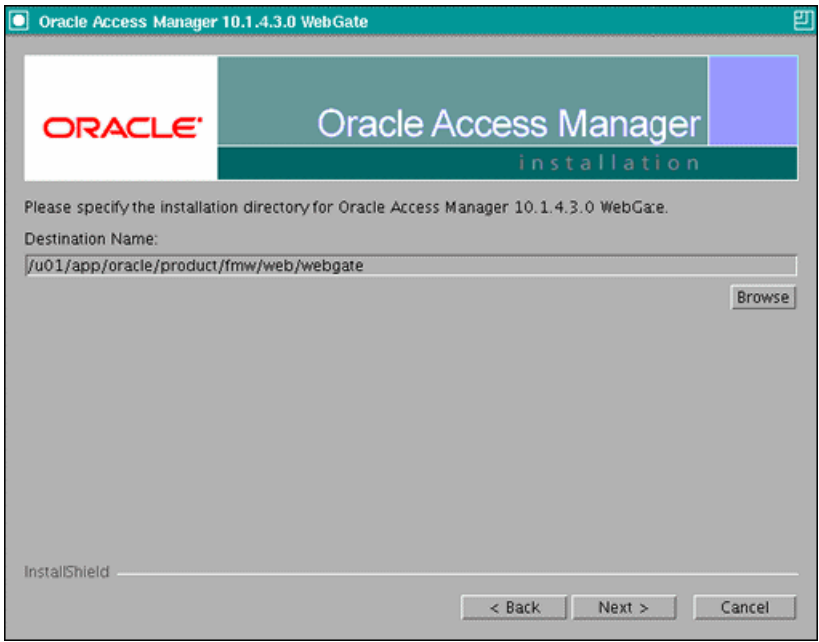 Oracle Access Manager 10.1.4.3.0 WebGate
ORACLE
Oracle Access Manager
installation
Please specify the installation directory for Oracle Access Manager 10.1.4.3.0 WebGate.
Destination Name:
/u01/app/oracle/product/fmw/web/webgate
Browse
InstallShield
< Back
Next >
Cancel